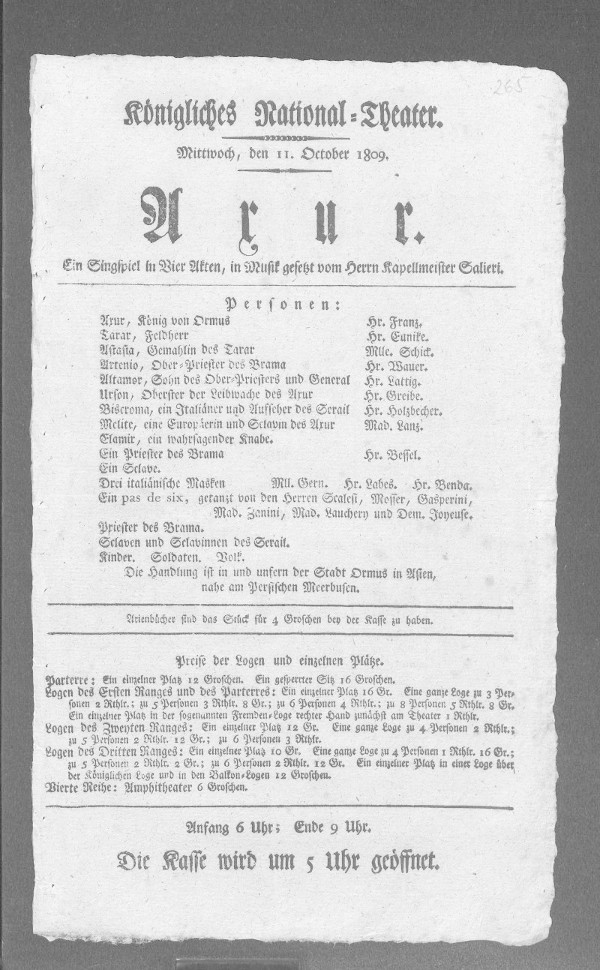 265
Königliches National-Theater.
Mittwoch, den 11. October 1809.
Axur.
Ein Singspiel in Vier Akten, in Musik gesetzt vom Herrn Kapellmeister Salieri.
Personen:
Axur, König von Ormus Hr. Franz.
Tarar, Feldherr Hr. Eunike.
Astasia, Gemahlin des Tarar Mlle. Schick.
Artenio, Ober-Priester des Brama Hr. Wauer.
Altamor, Sohn des Ober-Priesters und General Hr. Lattig.
Urson, Oberster der Leibwache des Axur Hr. Greibe.
Biscroma, ein Italiäner und Aufseher des Serail Hr. Holzbecher.
Melite, eine Europäerin und Sclavin des Axur Mad. Lanz.
Elamir, ein wahrsagender Knabe.
Ein Priester des Brama Hr. Bessel.
Ein Sclave.
Drei italiänische Masken Mll. Gern. Hr. Labes. Hr. Benda.
Ein pas de six, getanzt von den Herren Scalesi, Mosser, Gasperini,
Mad. Zanini, Mad. Lauchery und Dem. Joyeuse.
Priester des Brama.
Sclaven und Sclavinnen des Serail.
Kinder. Soldaten. Volk.
Die Handlung ist in und unfern der Stadt Ormus in Asien,
nahe am Persischen Meerbusen.
Arienbücher sind das Stück für 4 Groschen bey der Kasse zu haben.
Preise der Logen und einzelnen Plätze.
Parterre: Ein einzelner Platz 12 Groschen. Ein gesperrter Sitz 16 Groschen.
Logen des Ersten Ranges und des Parterres: Ein einzelner Platz 16 Gr. Eine ganze Loge zu 3 Per-
sonen 2 Rthlr.; zu 5 Personen 3 Rthlr. 8 Gr.; zu 6 Personen 4 Rthlr.; zu 8 Personen 5 Rthlr. 8 Gr.
Ein einzelner Platz in der sogenannten Fremden-Loge rechter Hand zunächst am Theater 1 Rthlr.
Logen des Zweyten Ranges: Ein einzelner Platz 12 Gr. Eine ganze Loge zu 4 Personen 2 Rthlr.;
zu 5 Personen 2 Rthlr. 12 Gr.; zu 6 Personen 3 Rthlr.
Logen des Dritten Ranges: Ein einzelner Platz 10 Gr. Eine ganze Loge zu 4 Personen 1 Rthlr. 16 Gr.;
zu 5 Personen 2 Rthlr. 2 Gr.; zu 6 Personen 2 Rthlr. 12 Gr. Ein einzelner Platz in einer Loge über
der Königlichen Loge und in den Balkon-Logen 12 Groschen.
Vierte Reihe: Amphitheater 6 Groschen.
Anfang 6 Uhr; Ende 9 Uhr.
Die Kasse wird um 5 Uhr geöffnet.